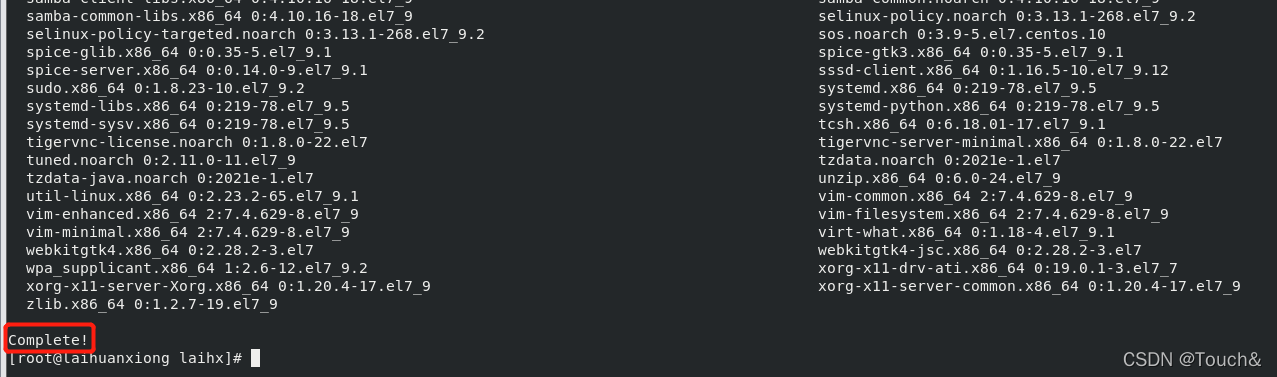 samba-client-libs.x86_64 0:4.10.16-18.el7_9 samba-common.noarch 0:4.10.16-18.el7_9
samba-common-libs.x86_64 0:4.10.16-18.el7_9 selinux-policy.noarch 0:3.13.1-268.el7_9.2
selinux-policy-targeted.noarch 0:3.13.1-268.el7_9.2 sos.noarch 0:3.9-5.el7.centos.10
spice-glib.x86_64 0:0.35-5.el7_9.1 spice-gtk3.x86_64 0:0.35-5.el7_9.1
spice-server.x86_64 0:0.14.0-9.el7_9.1 sssd-client.x86_64 0:1.16.5-10.el7_9.12
sudo.x86_64 0:1.8.23-10.el7_9.2 systemd.x86_64 0:219-78.el7_9.5
systemd-libs.x86_64 0:219-78.el7_9.5 systemd-python.x86_64 0:219-78.el7_9.5
systemd-sysv.x86_64 0:219-78.el7_9.5 tcsh.x86_64 0:6.18.01-17.el7_9.1
tigervnc-license.noarch 0:1.8.0-22.el7 tigervnc-server-minimal.x86_64 0:1.8.0-22.el7
tuned.noarch 0:2.11.0-11.el7_9 tzdata.noarch 0:2021e-1.el7
tzdata-java.noarch 0:2021e-1.el7 unzip.x86_64 0:6.0-24.el7_9
util-linux.x86_64 0:2.23.2-65.el7_9.1 vim-common.x86_64 2:7.4.629-8.el7_9
vim-enhanced.x86_64 2:7.4.629-8.el7_9 vim-filesystem.x86_64 2:7.4.629-8.el7_9
vim-minimal.x86_64 2:7.4.629-8.el7_9 virt-what.x86_64 0:1.18-4.el7_9.1
webkitgtk4.x86_64 0:2.28.2-3.el7 webkitgtk4-jsc.x86_64 0:2.28.2-3.el7
wpa_supplicant.x86_64 1:2.6-12.el7_9.2 xorg-x11-drv-ati.x86_64 0:19.0.1-3.el7_7
xorg-x11-server-Xorg.x86_64 0:1.20.4-17.el7_9 xorg-x11-server-common.x86_64 0:1.20.4-17.el7_9
zlib.x86_64 0:1.2.7-19.el7_9
Complete!
[root@laihuanxiong laihx]#
CSDN @Touch&